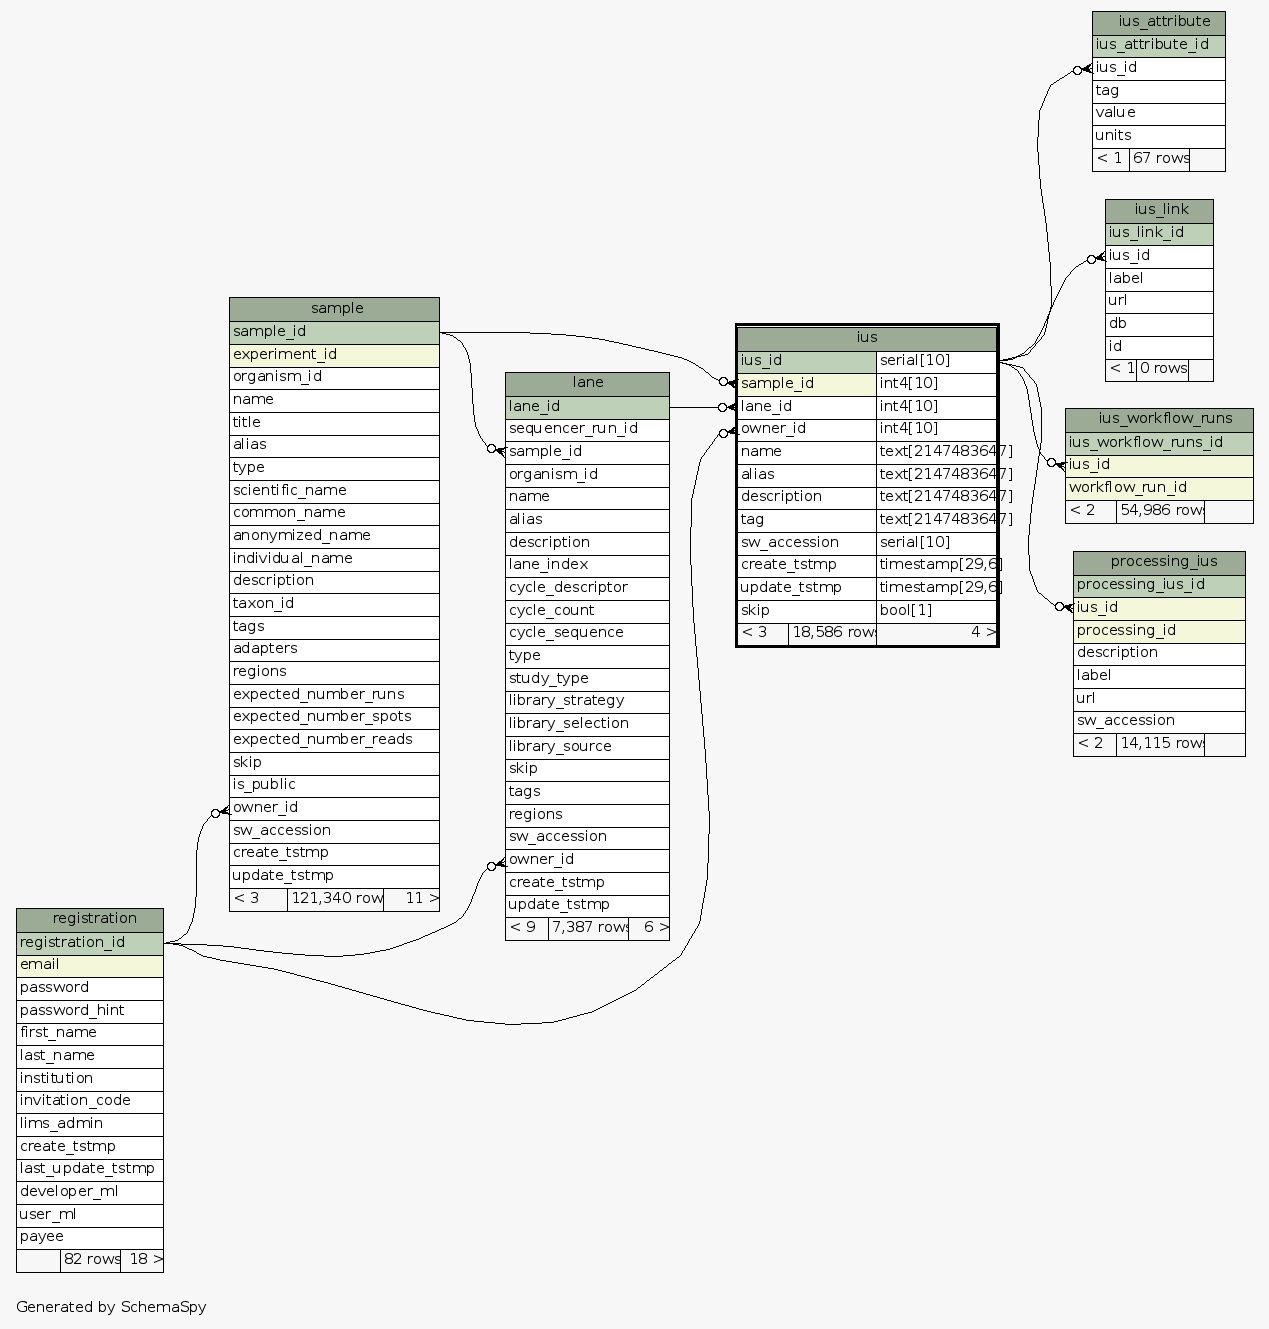 ius_attribute
ius_attribute_id
ius_id
tag
value
units
< 1 67 rows
ius_link
ius_link_id
ius_id
label
url
db
id
< 1 0 rows
sample
sample_id
experiment_id
organism_id
name
title
alias
type
scientific_name
common_name
anonymized_name
individual_name
description
taxon_id
tags
adapters
regions
expected_number_runs
expected_number_spots
expected_number_reads
skip
is_public
owner_id
sw_accession
create_tstmp
update_tstmp
< 3 121,340 row 11 >
lane
lane_id
sequencer_run_id
sample_id
organism_id
name
alias
description
lane_index
cycle_descriptor
cycle_count
cycle_sequence
type
study_type
library_strategy
library_selection
library_source
skip
tags
regions
sw_accession
owner_id
create_tstmp
update_tstmp
< 9 7,387 rows 6 >
ius
ius_id serial[10]
sample_id int4[10]
lane_id int4[10]
owner_id int4[10]
name text[2147483647]
alias text[2147483647]
description text[2147483647]
tag text[2147483647]
sw_accession serial[10]
create_tstmp timestamp[29,6]
update_tstmp timestamp[29,6]
skip bool[1]
< 3 18,586 rows 4 >
ius_workflow_runs
ius_workflow_runs_id
ius_id
workflow_run_id
< 2 54,986 rows
processing_ius
processing_ius_id
ius_id
processing_id
description
label
url
sw_accession
< 2 14,115 rows
registration
registration_id
email
password
password_hint
first_name
last_name
institution
invitation_code
lims_admin
create_tstmp
last_update_tstmp
developer_ml
user_ml
payee
82 rows 18 >
Generated by SchemaSpy